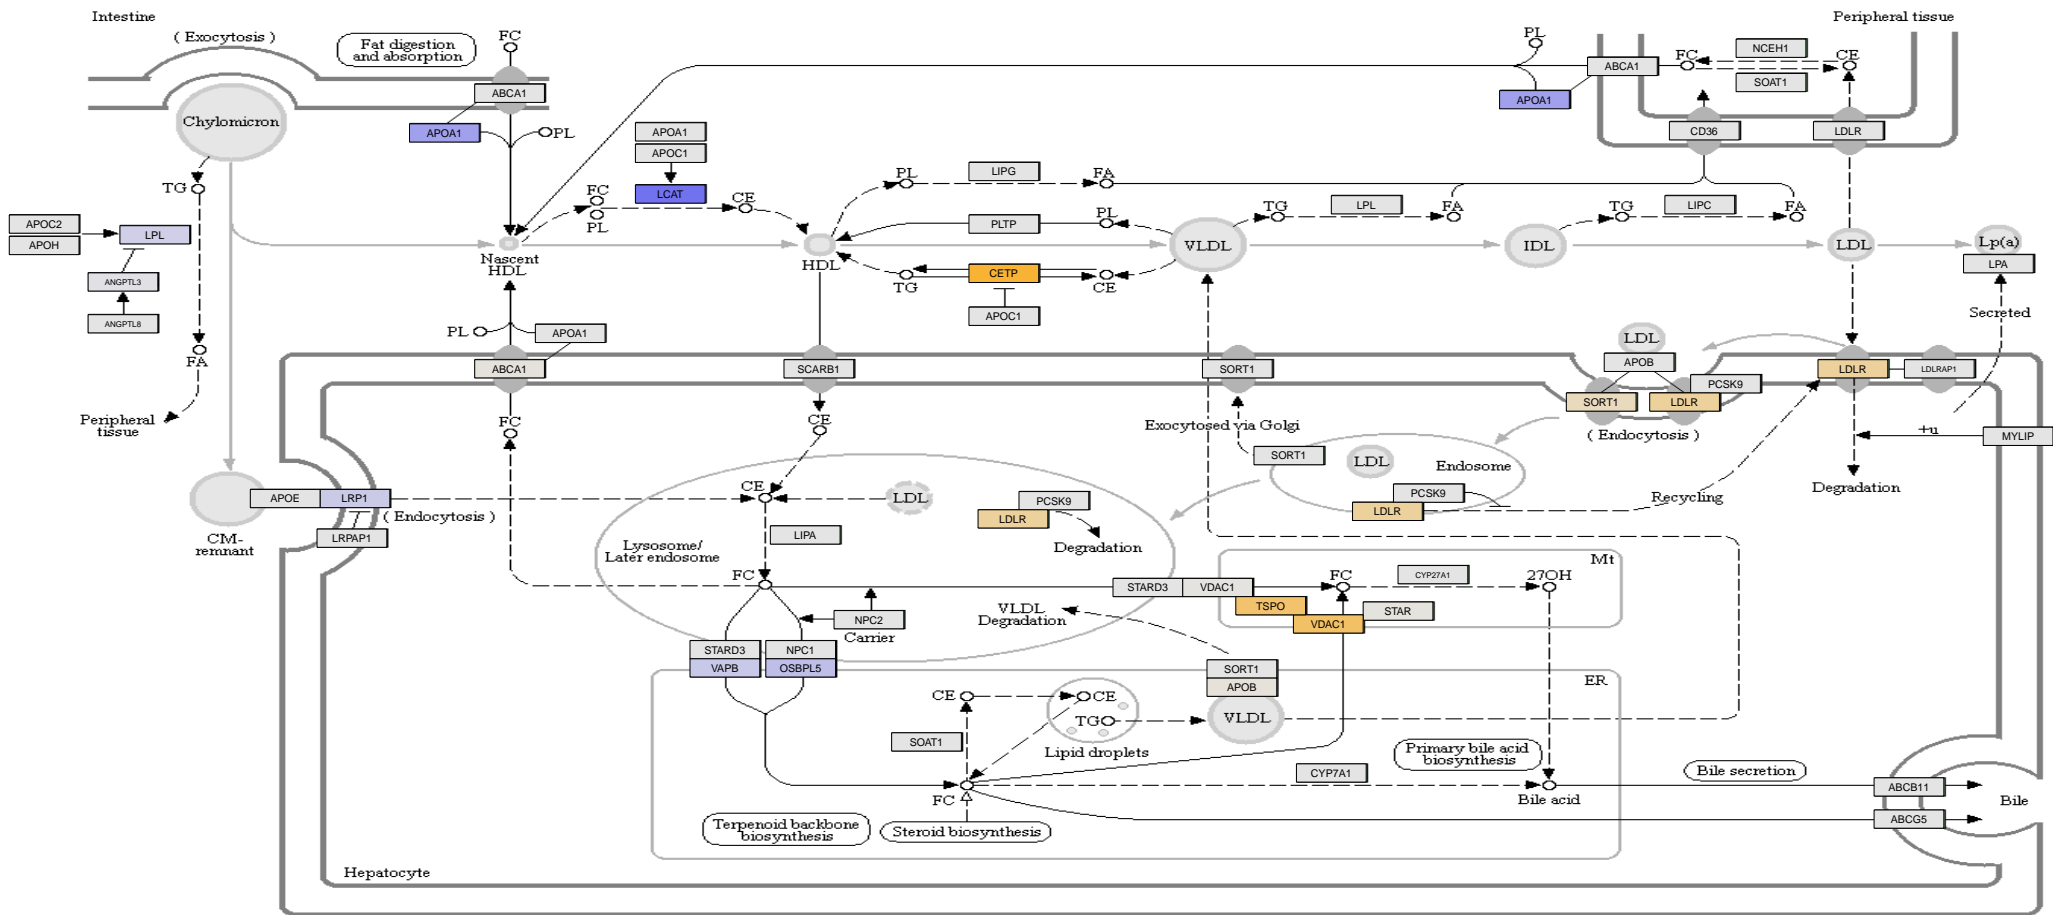 Intestine
Peripheral tissue
( Exocytosis )
Fat digestion
and absorption
FC
PL
ABCA1
FC
NCEH1
CE
SOAT1
ABCA1
APOA1
Chylomicron
APOA1
PL
APOA1
APOC1
CD36
LDLR
TG
FC
PL
LCAT
CE
PL
LIPG
FA
APOC2
APOH
LPL
PLTP
PL
TG
LPL
FA
TG
LIPC
FA
Nascent
HDL
HDL
VLDL
IDL
LDL
Lp(a)
LPA
ANGPTL3
ANGPTL8
TG
CETP
CE
APOC1
Secreted
PL
APOA1
FA
ABCA1
SCARB1
SORT1
LDL
APOB
PCSK9
SORT1
LDLR
LDLR
LDLRAP1
Peripheral
tissue
FC
CE
Exocytosed via Golgi
( Endocytosis )
+u
MYLIP
SORT1
LDL
Endosome
Degradation
APOE
LRP1
( Endocytosis )
CE
LDL
PCSK9
LDLR
Degradation
PCSK9
LDLR
Recycling
CM-
remnant
LRPAP1
LIPA
Lysosome/
Later endosome
FC
STARD3
VDAC1
FC
CYP27A1
27OH
Mt
TSPO
VDAC1
STAR
NPC2
Carrier
VLDL
Degradation
STARD3
VAPB
NPC1
OSBPL5
SORT1
APOB
VLDL
ER
CE
CE
TG
Lipid droplets
SOAT1
Primary bile acid
biosynthesis
CYP7A1
Bile secretion
FC
Bile acid
ABCB11
Bile
ABCG5
Terpenoid backbone
biosynthesis
Steroid biosynthesis
Hepatocyte